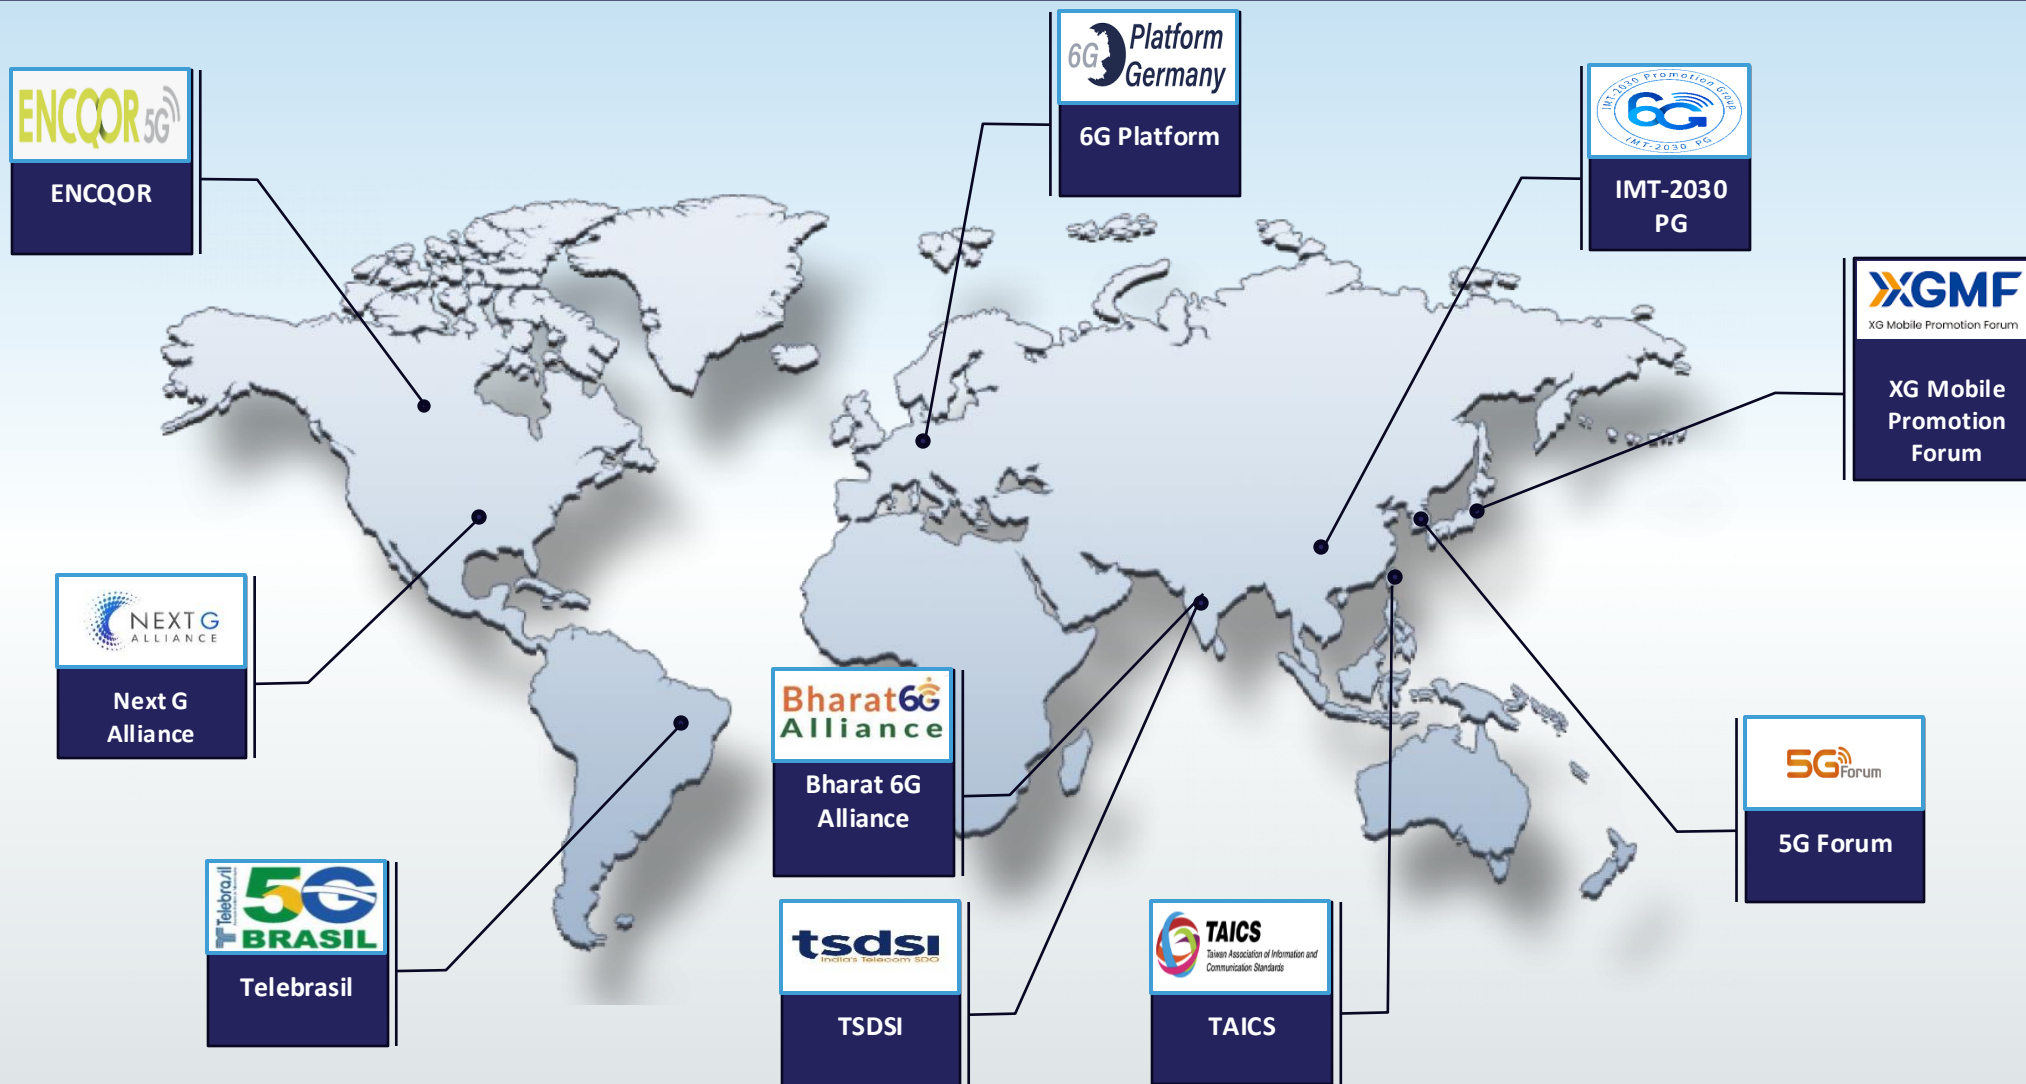 ENCQOR 5G
ENCQOR
6G Platform
Germany
6G Platform
IMT-2030 Promotion Group
6G
IMT-2030 PG
IMT-2030
PG
XGMF
XG Mobile Promotion Forum
XG Mobile
Promotion
Forum
NEXT G
ALLIANCE
Next G
Alliance
Bharat6G
Alliance
Bharat 6G
Alliance
5G Forum
5G Forum
Telebrasil
5G
BRASIL
Telebrasil
tsdsi
India's Telecom SDO
TSDSI
TAICS
Taiwan Association of Information and
Communication Standards
TAICS